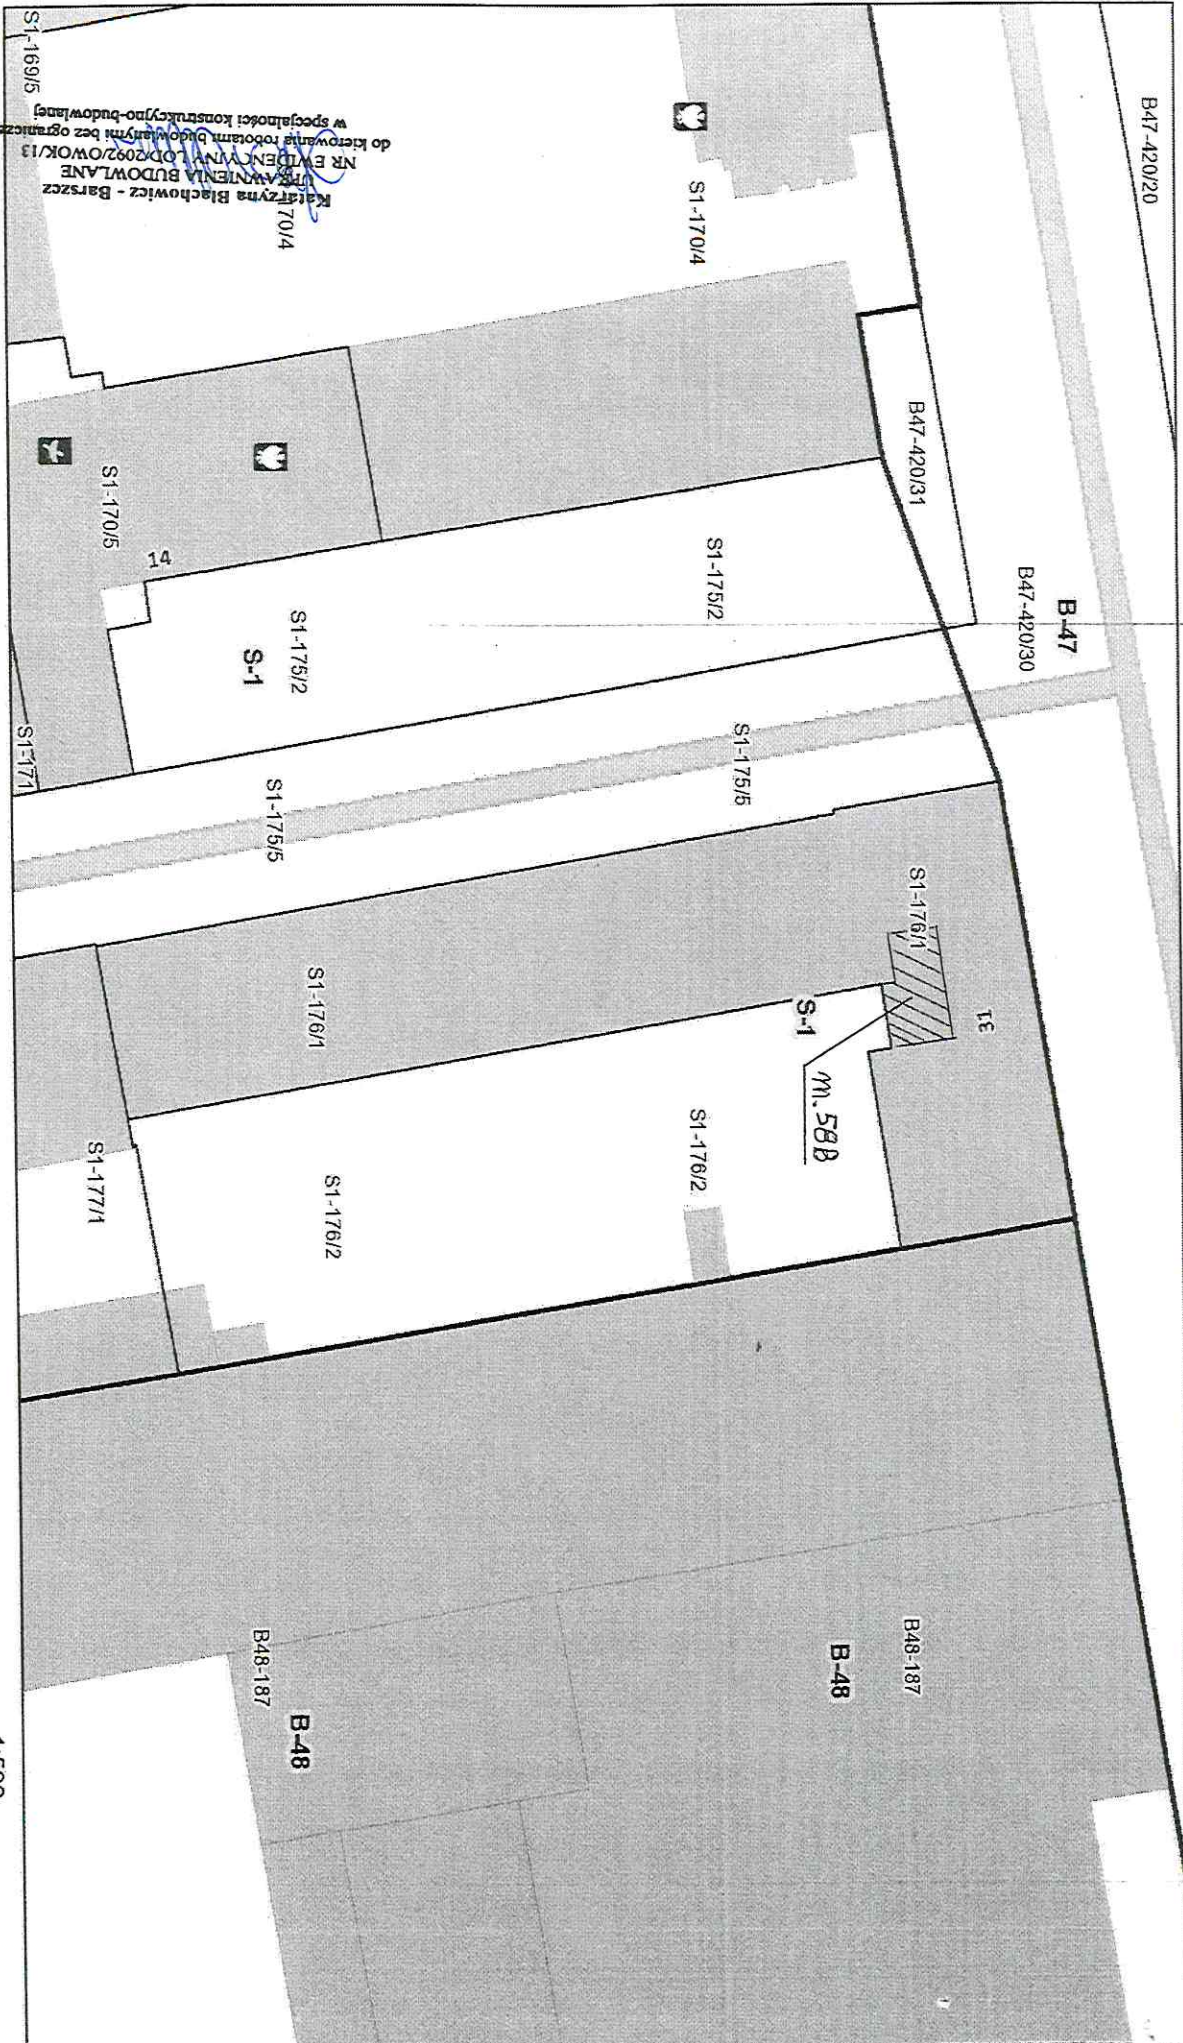 B47-420/20
B-47
B47-420/30
B47-420/31
S1-170/4
S1-175/2
S1-175/5
S1-176/1
31
S-1
m. 58B
S1-176/2
B48-187
B-48
70/4
S1-175/2
S-1
S1-175/5
S1-176/1
S1-176/2
B48-187
B-48
S1-169/5
S1-170/5
14
S1-171
S1-177/1
Katarzyna Błachowicz - Barszcz
UPRAWNIENIA BUDOWLANE
NR EWIDENCYJNY ŁOD/2092/OWOK/13
do kierowania robotami budowlanymi bez
w specjalności konstrukcyjno-budowlanej